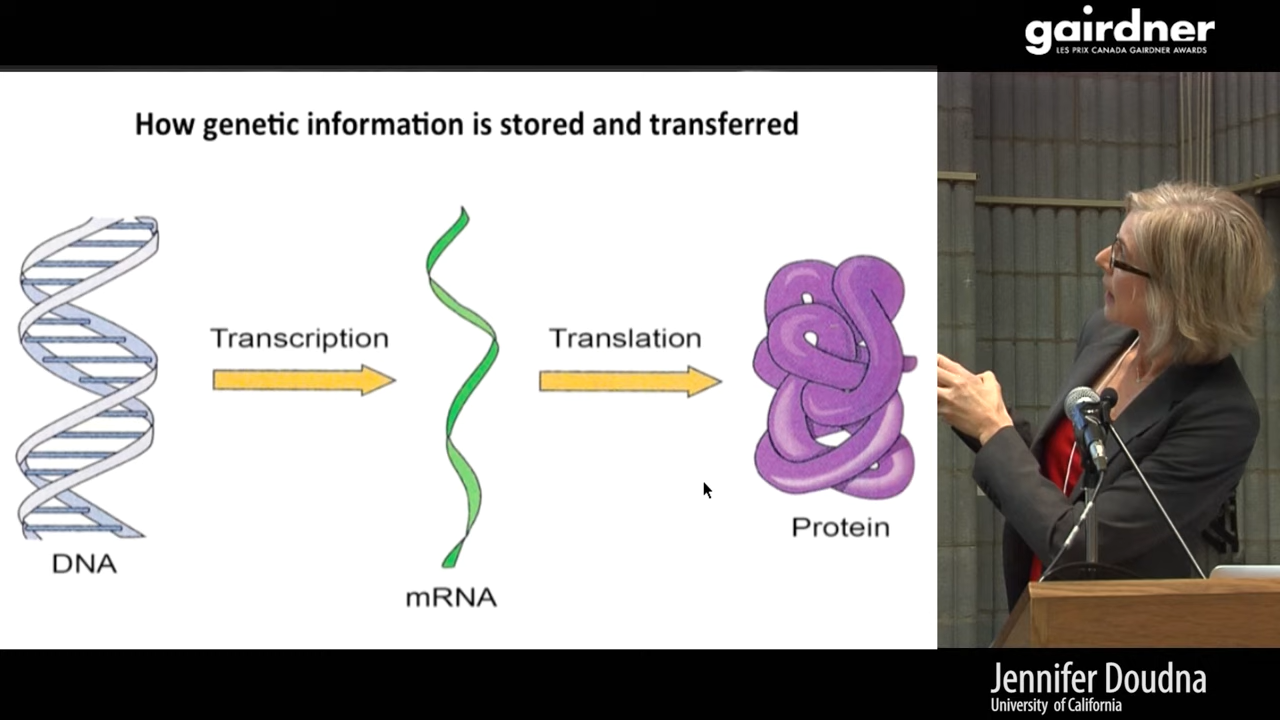 gairdner
LES PRIX CANADA GAIRDNER AWARDS
How genetic information is stored and transferred
Transcription
Translation
DNA
mRNA
Protein
Jennifer Doudna
University of California